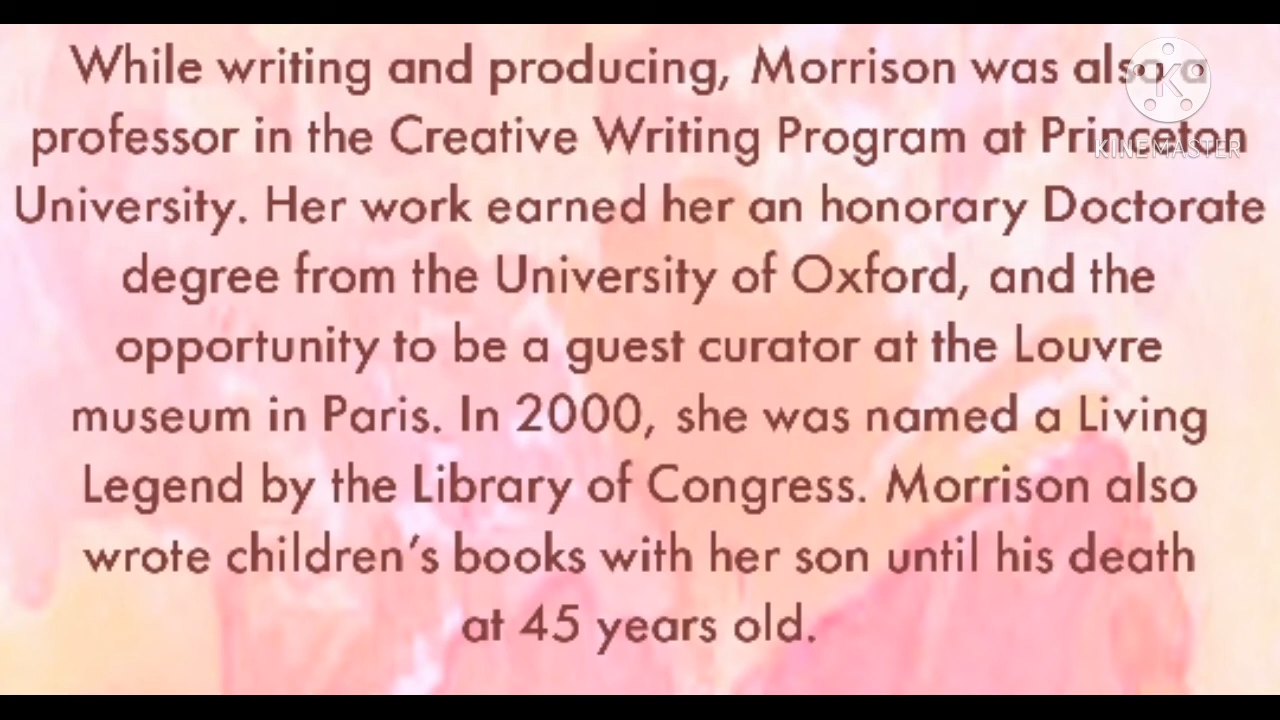 While writing and producing, Morrison was also a
professor in the Creative Writing Program at Princeton
University. Her work earned her an honorary Doctorate
degree from the University of Oxford, and the
opportunity to be a guest curator at the Louvre
museum in Paris. In 2000, she was named a Living
Legend by the Library of Congress. Morrison also
wrote children’s books with her son until his death
at 45 years old.
K
KINEMASTER